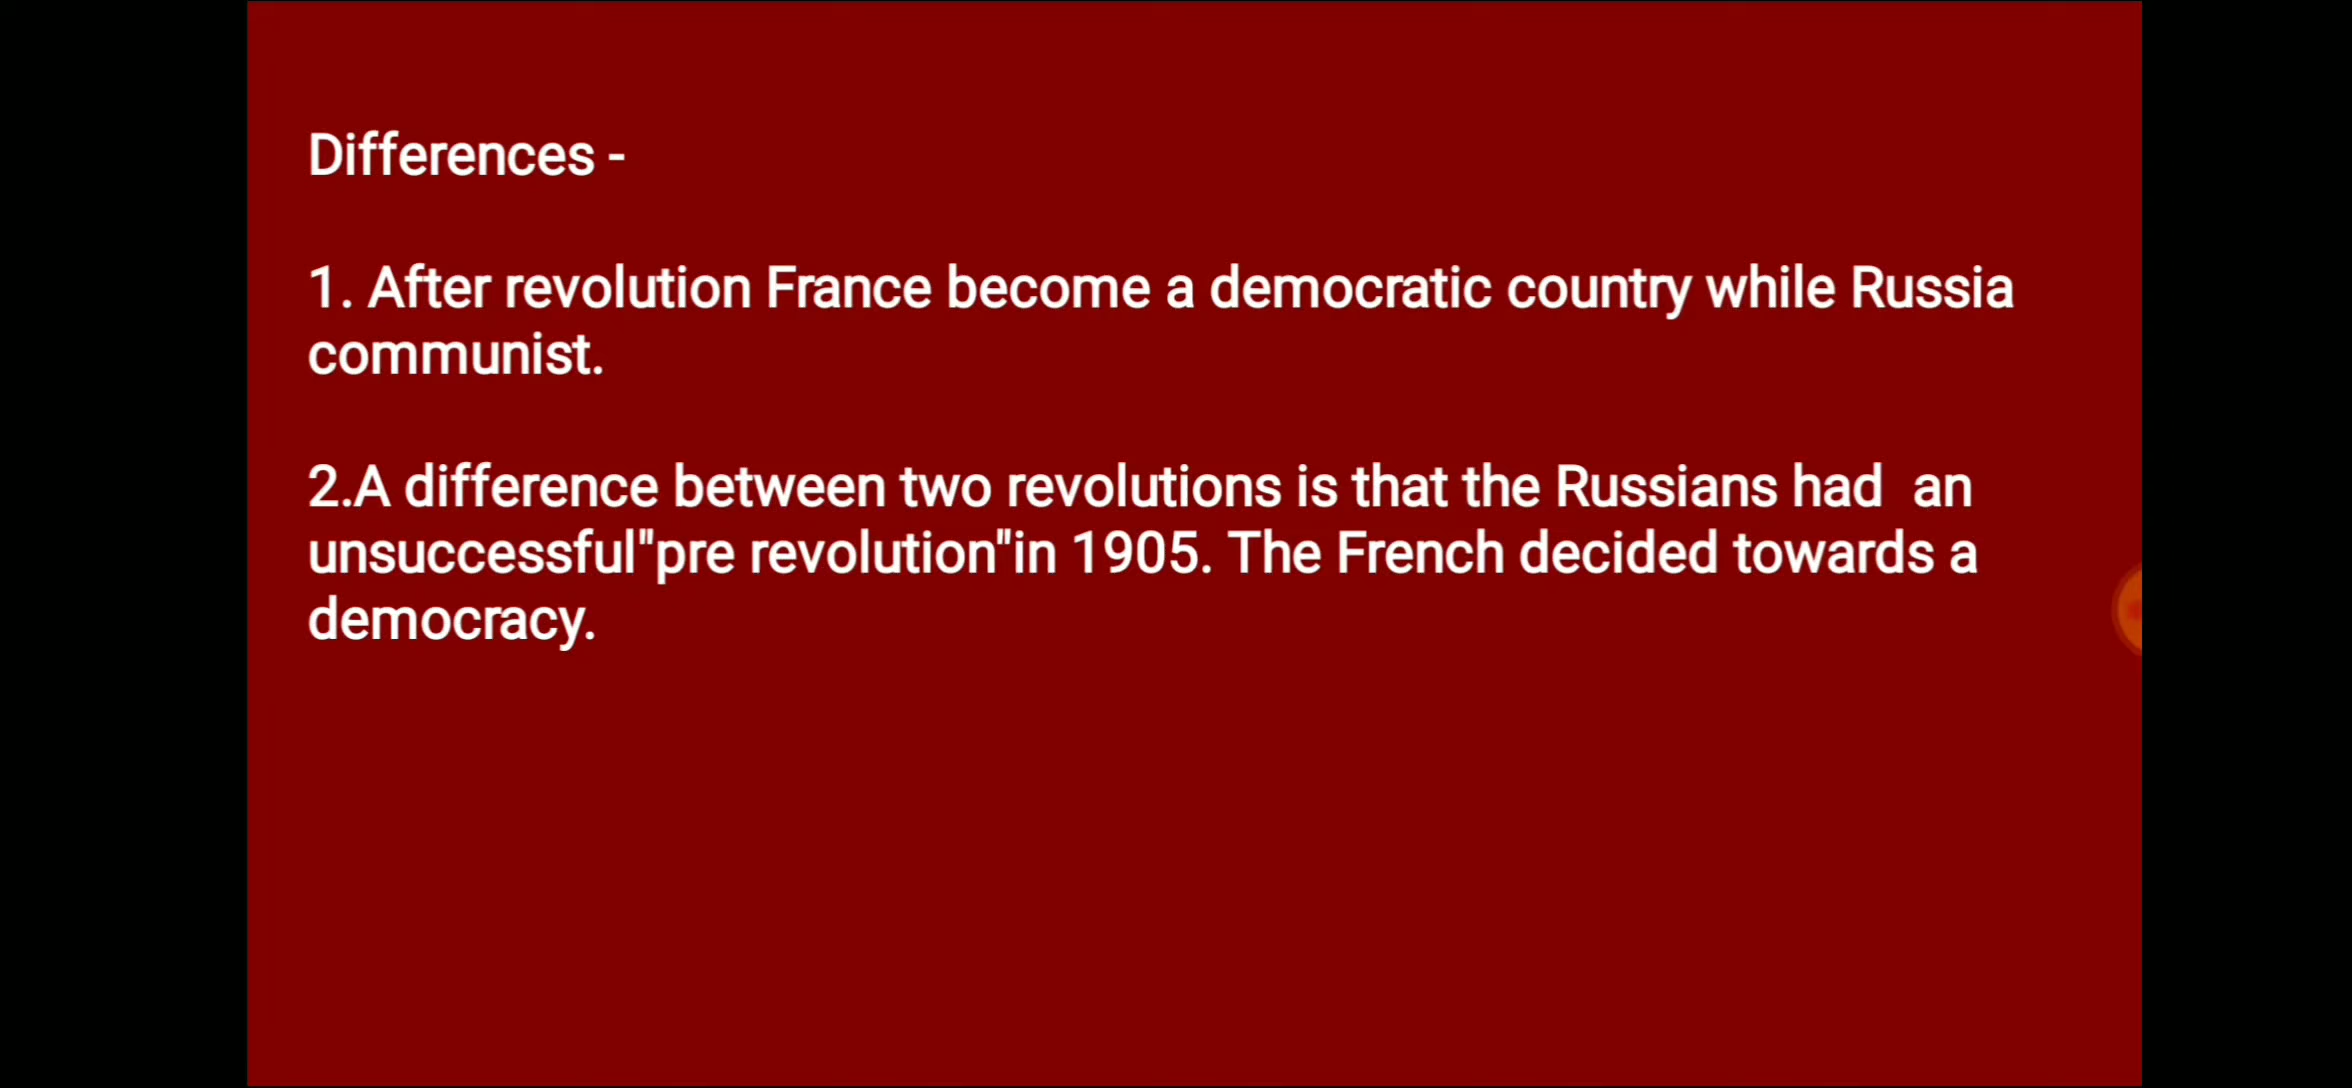 Differences -
1. After revolution France become a democratic country while Russia
communist.
2.A difference between two revolutions is that the Russians had  an
unsuccessful"pre revolution"in 1905. The French decided towards a
democracy.